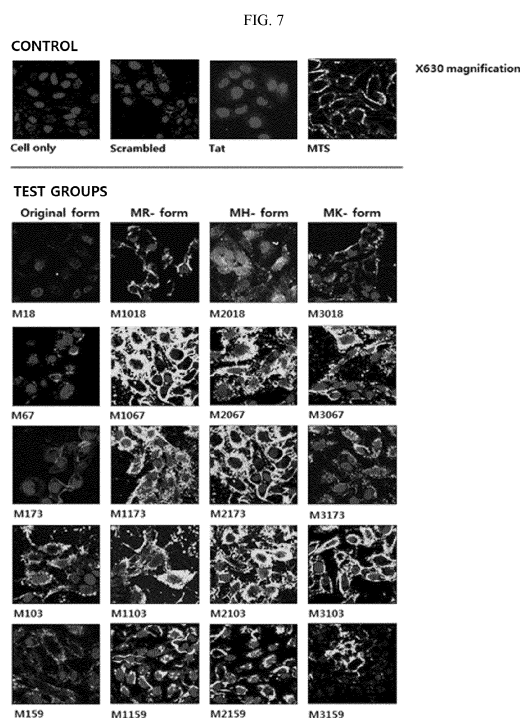 FIG. 7
CONTROL
X630 magnification
Cell only Scrambled Tat MTS
TEST GROUPS
Original form MR- form MH- form MK- form
M18 M1018 M2018 M3018
M67 M1067 M2067 M3067
M173 M1173 M2173 M3173
M103 M1103 M2103 M3103
M159 M1159 M2159 M3159